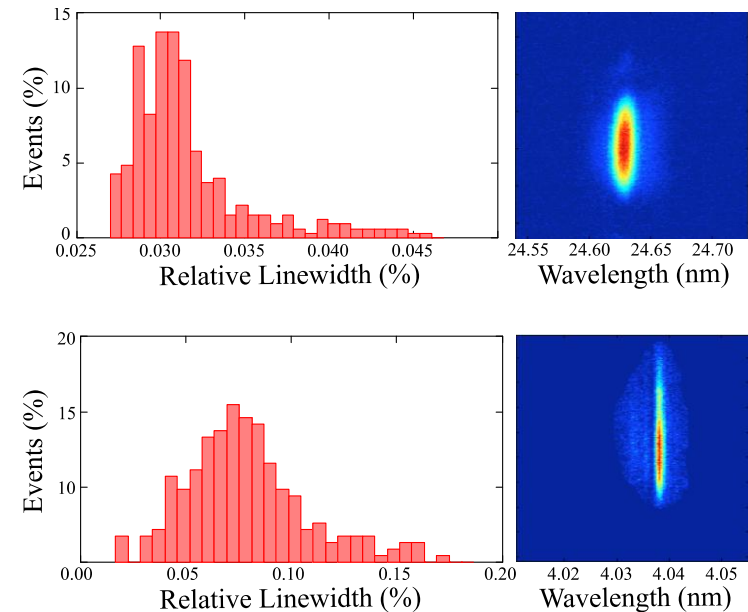 15
10
5
0
Events (%)
0.025 0.030 0.035 0.040 0.045
Relative Linewidth (%)
24.55 24.60 24.65 24.70
Wavelength (nm)
20
15
10
Events (%)
0.00 0.05 0.10 0.15 0.20
Relative Linewidth (%)
4.02 4.03 4.04 4.05
Wavelength (nm)